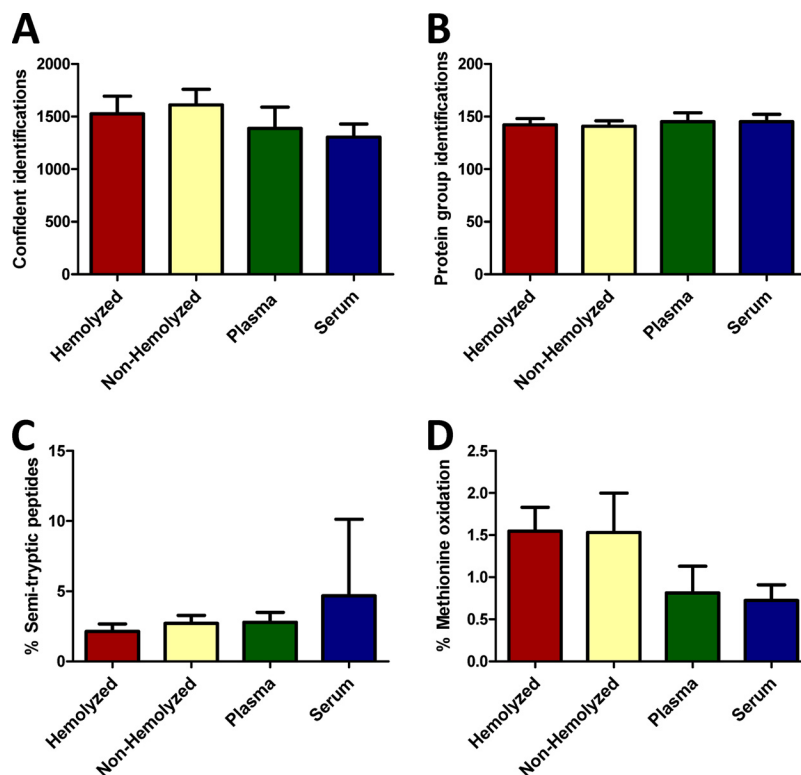 A
Confident identifications
2000
1500
1000
500
0
Hemolyzed
Non-Hemolyzed
Plasma
Serum
B
Protein group identifications
200
150
100
50
0
Hemolyzed
Non-Hemolyzed
Plasma
Serum
C
% Semi-tryptic peptides
15
10
5
0
Hemolyzed
Non-Hemolyzed
Plasma
Serum
D
% Methionine oxidation
2.5
2.0
1.5
1.0
0.5
0.0
Hemolyzed
Non-Hemolyzed
Plasma
Serum